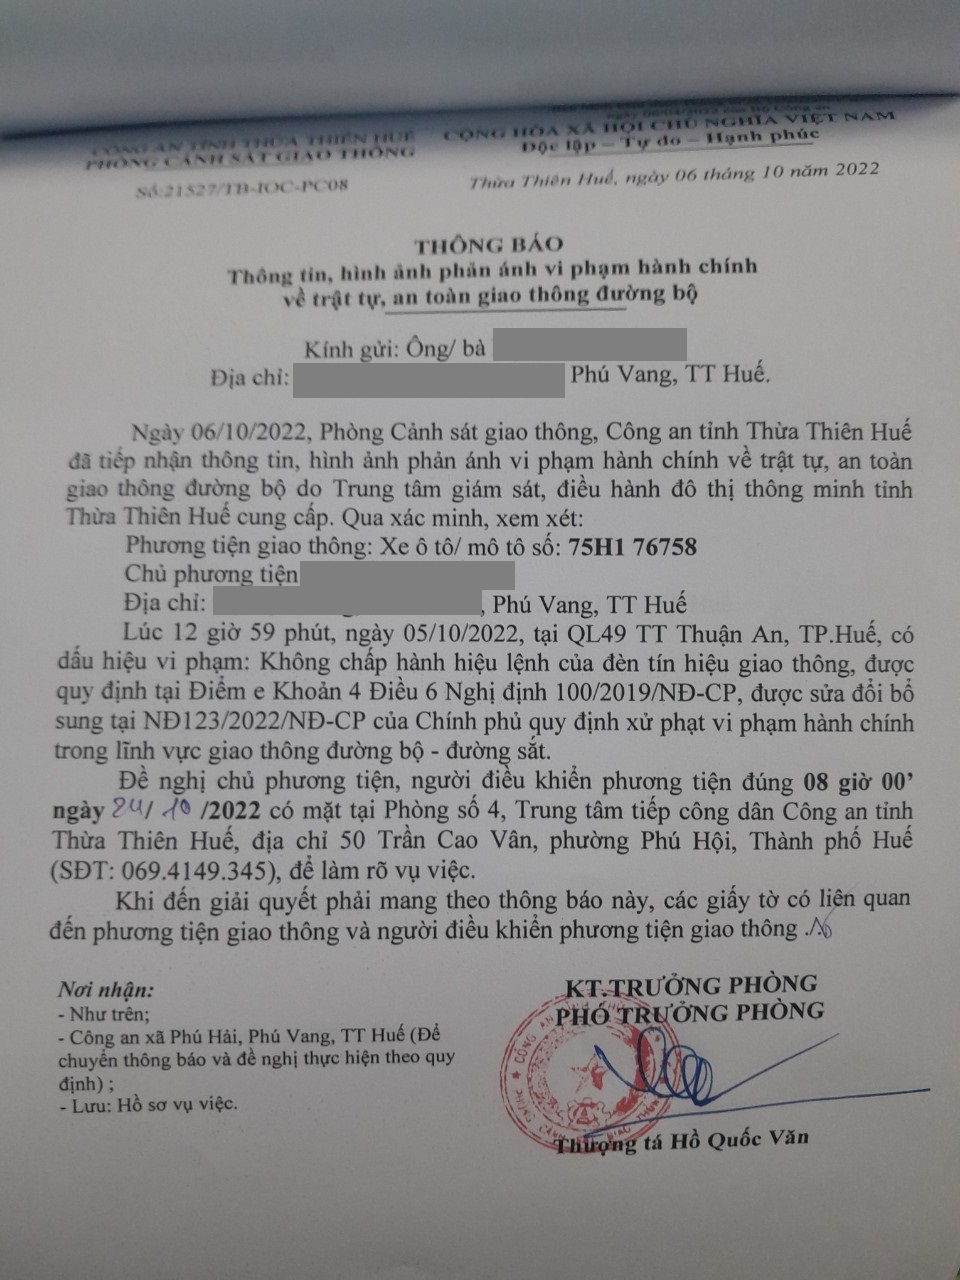 ngày 06/01/2022 của Bộ Công an
CÔNG AN TỈNH THỪA THIÊN HUẾ
PHÒNG CẢNH SÁT GIAO THÔNG
CỘNG HÒA XÃ HỘI CHỦ NGHĨA VIỆT NAM
Độc lập – Tự do – Hạnh phúc
Số:21527/TB-IOC-PC08
Thừa Thiên Huế, ngày 06 tháng 10 năm 2022
THÔNG BÁO
Thông tin, hình ảnh phản ánh vi phạm hành chính
về trật tự, an toàn giao thông đường bộ
Kính gửi: Ông/ bà
Địa chỉ: Phú Vang, TT Huế.
Ngày 06/10/2022, Phòng Cảnh sát giao thông, Công an tỉnh Thừa Thiên Huế
đã tiếp nhận thông tin, hình ảnh phản ánh vi phạm hành chính về trật tự, an toàn
giao thông đường bộ do Trung tâm giám sát, điều hành đô thị thông minh tỉnh
Thừa Thiên Huế cung cấp. Qua xác minh, xem xét:
Phương tiện giao thông: Xe ô tô/ mô tô số: 75H1 76758
Chủ phương tiện
Địa chỉ: , Phú Vang, TT Huế
Lúc 12 giờ 59 phút, ngày 05/10/2022, tại QL49 TT Thuận An, TP.Huế, có
dấu hiệu vi phạm: Không chấp hành hiệu lệnh của đèn tín hiệu giao thông, được
quy định tại Điểm e Khoản 4 Điều 6 Nghị định 100/2019/NĐ-CP, được sửa đổi bổ
sung tại NĐ123/2022/NĐ-CP của Chính phủ quy định xử phạt vi phạm hành chính
trong lĩnh vực giao thông đường bộ - đường sắt.
Đề nghị chủ phương tiện, người điều khiển phương tiện đúng 08 giờ 00’
ngày 24/ 10 /2022 có mặt tại Phòng số 4, Trung tâm tiếp công dân Công an tỉnh
Thừa Thiên Huế, địa chỉ 50 Trần Cao Vân, phường Phú Hội, Thành phố Huế
(SĐT: 069.4149.345), để làm rõ vụ việc.
Khi đến giải quyết phải mang theo thông báo này, các giấy tờ có liên quan
đến phương tiện giao thông và người điều khiển phương tiện giao thông ./.
Nơi nhận:
- Như trên;
- Công an xã Phú Hải, Phú Vang, TT Huế (Để
chuyển thông báo và đề nghị thực hiện theo quy
định) ;
- Lưu: Hồ sơ vụ việc.
KT.TRƯỞNG PHÒNG
PHÓ TRƯỞNG PHÒNG
Thượng tá Hồ Quốc Văn